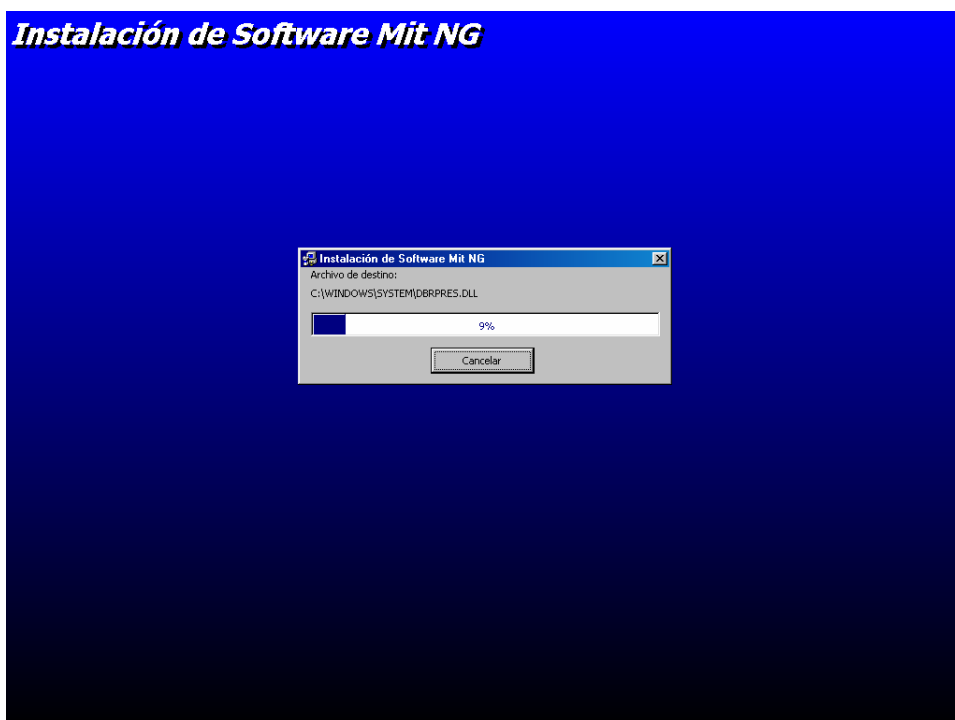 Instalación de Software Mit NG
Instalación de Software Mit NG
Archivo de destino:
C:\WINDOWS\SYSTEM\DBRPRES.DLL
9%
Cancelar